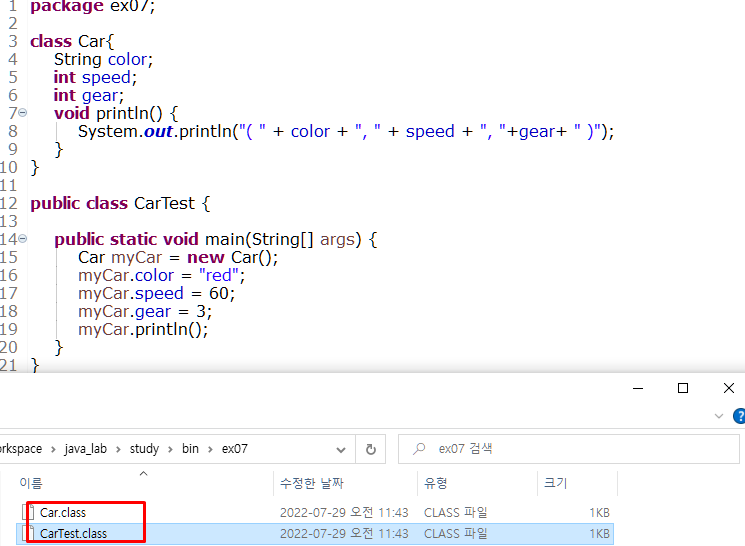 1 package ex07;
2
3 class Car{
4 String color;
5 int speed;
6 int gear;
7 void println() {
8 System.out.println("( " + color + ", " + speed + ", "+gear+ " )");
9 }
10 }
11
12 public class CarTest {
13
14 public static void main(String[] args) {
15 Car myCar = new Car();
16 myCar.color = "red";
17 myCar.speed = 60;
18 myCar.gear = 3;
19 myCar.println();
20 }
21 }
rkspace > java_lab > study > bin > ex07 ex07 검색
이름 수정한 날짜 유형 크기
Car.class 2022-07-29 오전 11:43 CLASS 파일 1KB
CarTest.class 2022-07-29 오전 11:43 CLASS 파일 1KB